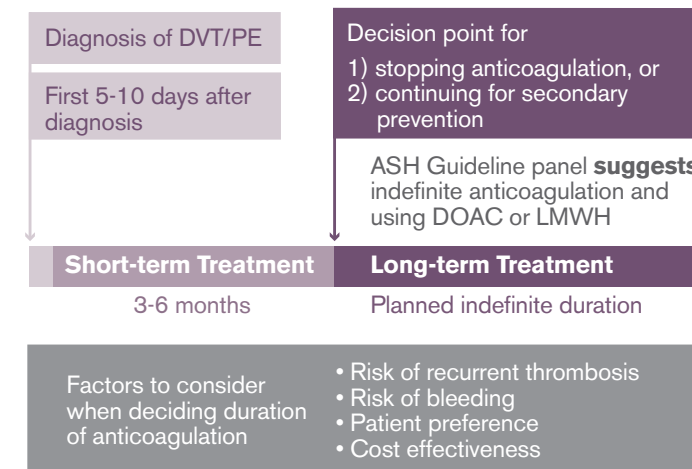 Diagnosis of DVT/PE
First 5-10 days after
diagnosis
Decision point for
1) stopping anticoagulation, or
2) continuing for secondary
prevention
ASH Guideline panel suggests
indefinite anticoagulation and
using DOAC or LMWH
Short-term Treatment
Long-term Treatment
3-6 months
Planned indefinite duration
Factors to consider
when deciding duration
of anticoagulation
• Risk of recurrent thrombosis
• Risk of bleeding
• Patient preference
• Cost effectiveness